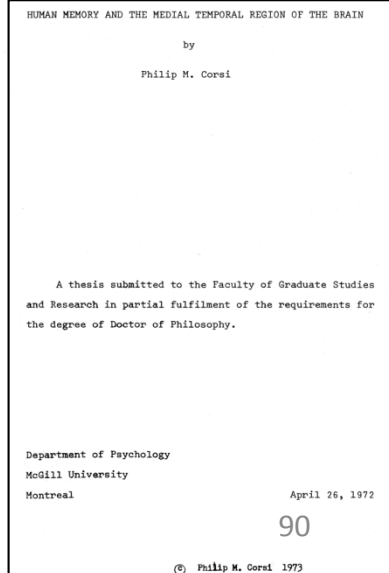 HUMAN MEMORY AND THE MEDIAL TEMPORAL REGION OF THE BRAIN
by
Philip M. Corsi
A thesis submitted to the Faculty of Graduate Studies
and Research in partial fulfilment of the requirements for
the degree of Doctor of Philosophy.
Department of Psychology
McGill University
Montreal April 26, 1972
90
© Philip M. Corsi 1973